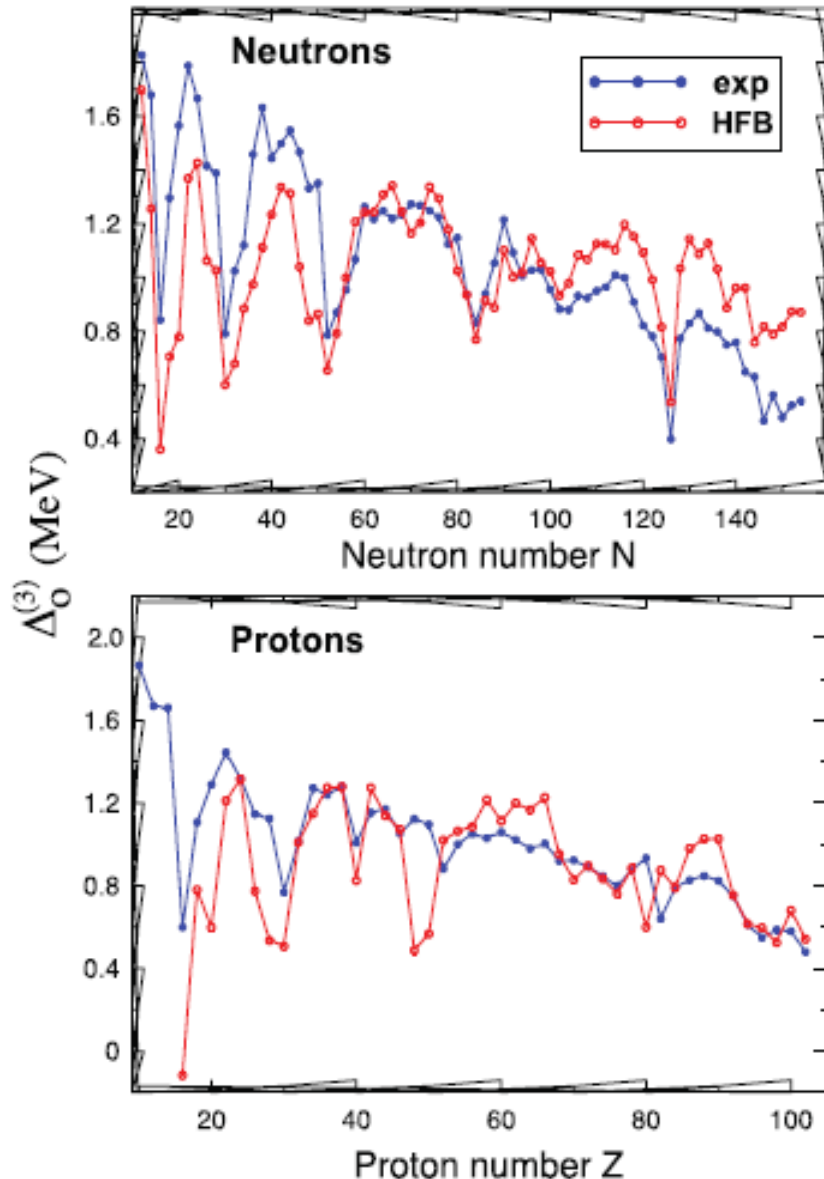 Neutrons
exp
HFB
1.6
1.2
0.8
0.4
20 40 60 80 100 120 140
Neutron number N
Δ_O^(3) (MeV)
Protons
2.0
1.6
1.2
0.8
0.4
0
20 40 60 80 100
Proton number Z